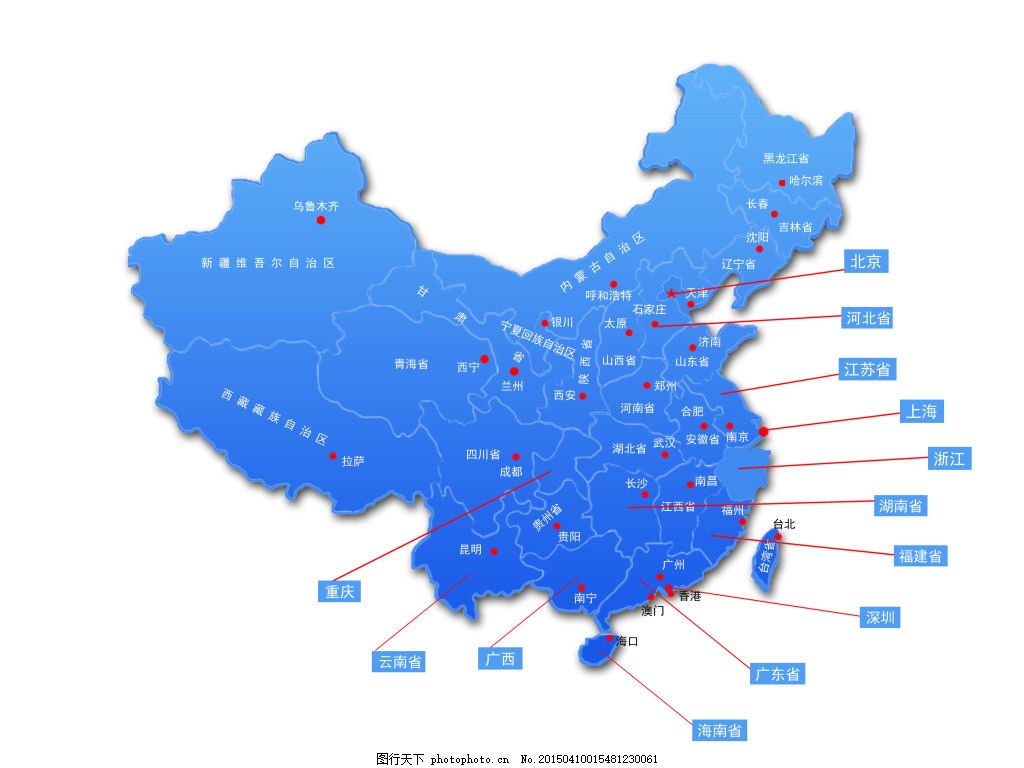 黑龙江省
哈尔滨
长春
乌鲁木齐
吉林省
沈阳
内蒙古自治区
北京
新疆维吾尔自治区
辽宁省
甘肃省
呼和浩特
天津
石家庄
河北省
银川
太原
宁夏回族自治区
济南
陕西省
青海省
西宁
山西省
山东省
江苏省
兰州
郑州
西安
西藏藏族自治区
河南省
合肥
上海
安徽省
南京
武汉
湖北省
四川省
拉萨
成都
浙江
长沙
南昌
江西省
湖南省
贵州省
福州
台北
贵阳
昆明
台湾省
福建省
广州
重庆
南宁
香港
澳门
深圳
海口
云南省
广西
广东省
海南省
图行天下 photophoto.cn No.20150410015481230061